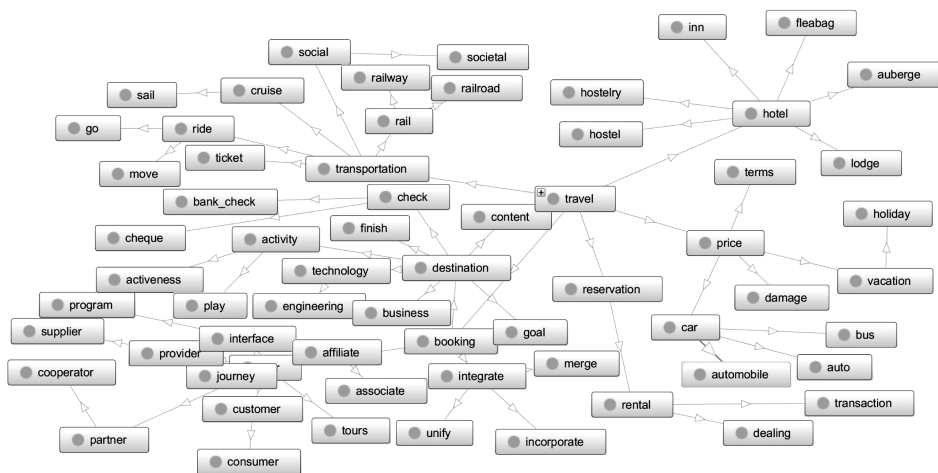 inn
fleabag
social
societal
railway
auberge
railroad
hostelry
sail
cruise
hotel
rail
go
ride
hostel
ticket
lodge
move
transportation
terms
bank_check
check
travel
content
holiday
finish
cheque
activity
price
technology
destination
activeness
reservation
vacation
play
engineering
damage
program
business
supplier
goal
car
bus
interface
provider
affiliate
booking
merge
auto
cooperator
journey
integrate
automobile
associate
customer
rental
transaction
tours
unify
dealing
partner
incorporate
consumer